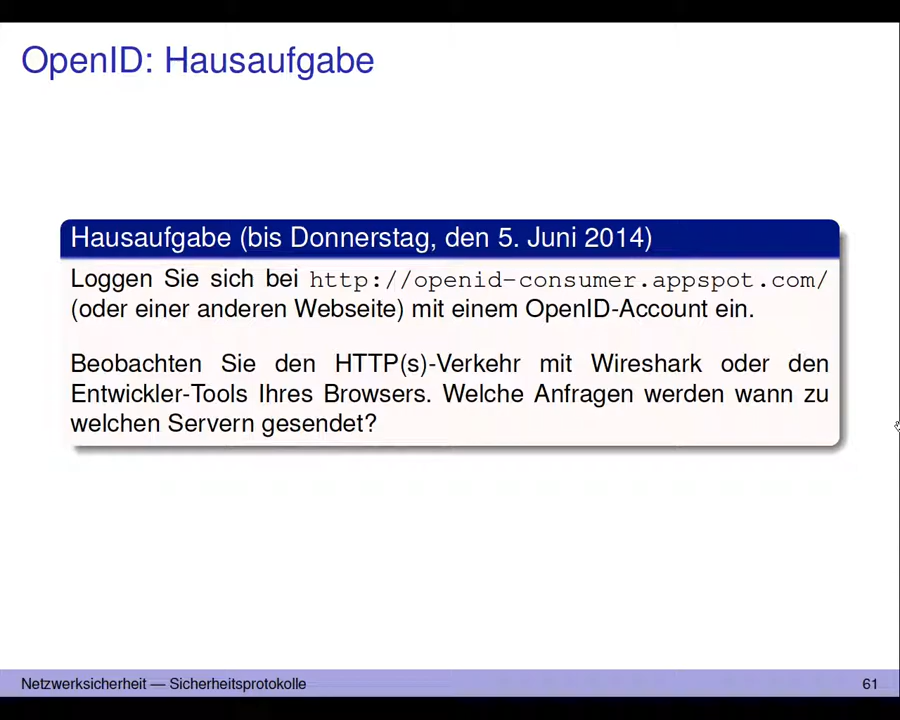 OpenID: Hausaufgabe
Hausaufgabe (bis Donnerstag, den 5. Juni 2014)
Loggen Sie sich bei http://openid-consumer.appspot.com/
(oder einer anderen Webseite) mit einem OpenID-Account ein.
Beobachten Sie den HTTP(s)-Verkehr mit Wireshark oder den
Entwickler-Tools Ihres Browsers. Welche Anfragen werden wann zu
welchen Servern gesendet?
Netzwerksicherheit — Sicherheitsprotokolle
61